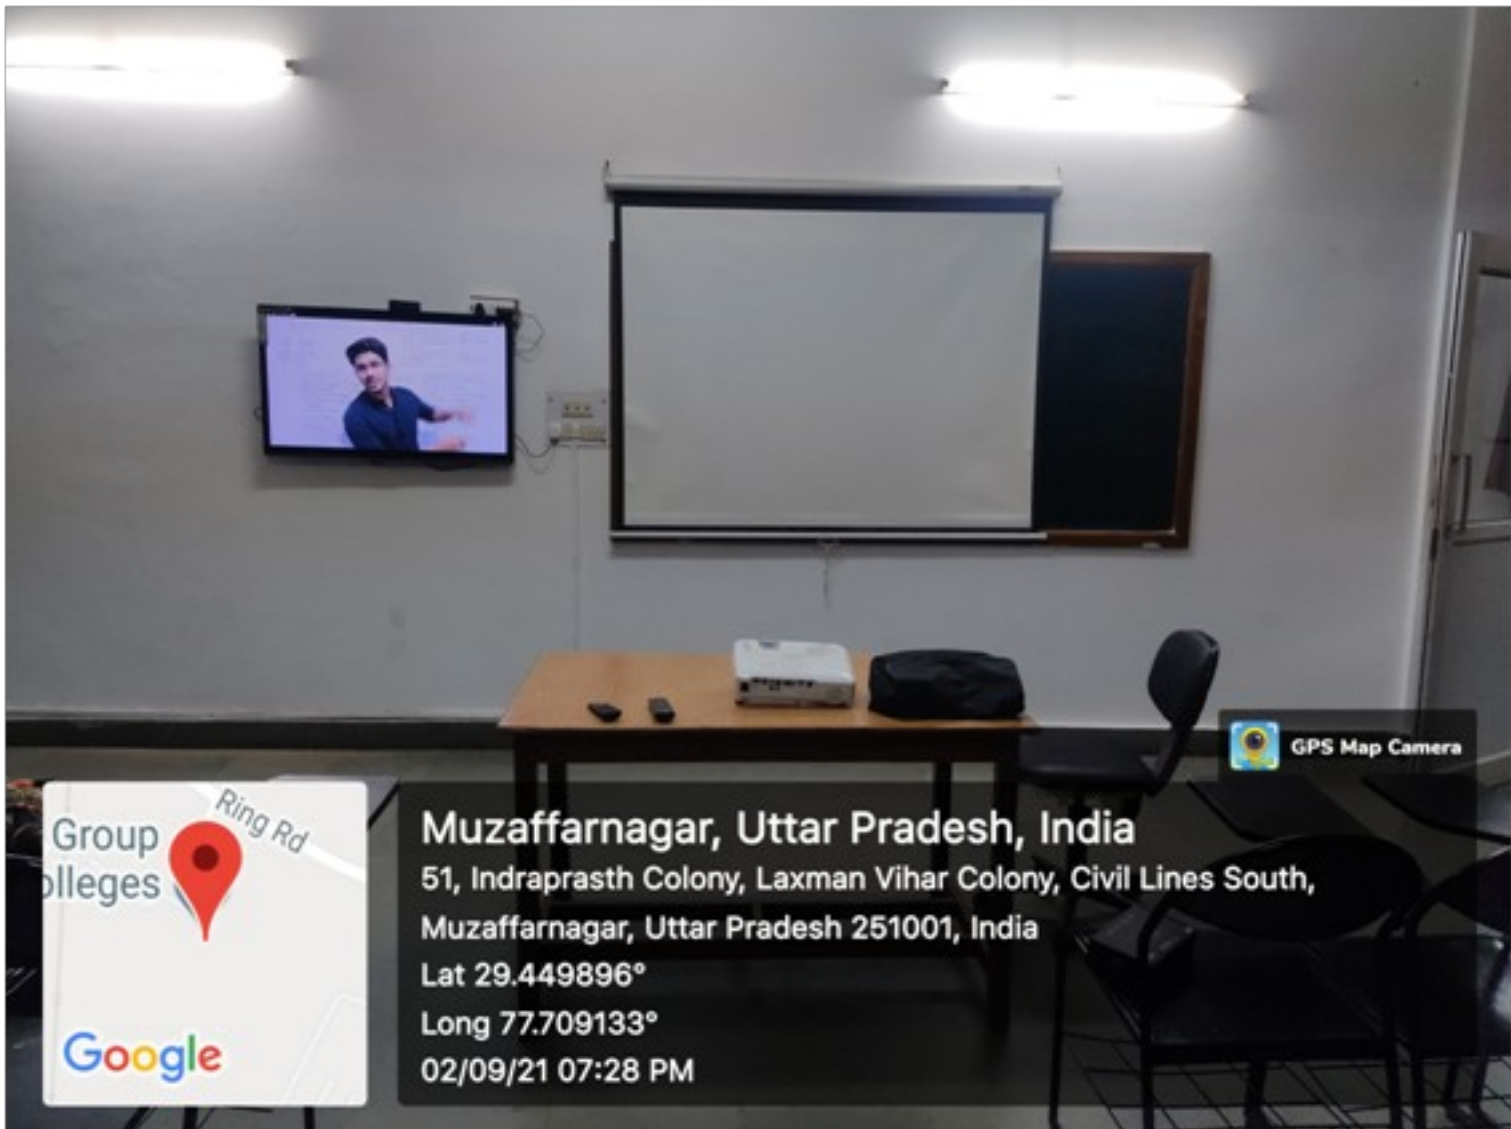 GPS Map Camera
Ring Rd
Group
olleges
Google
Muzaffarnagar, Uttar Pradesh, India
51, Indraprasth Colony, Laxman Vihar Colony, Civil Lines South,
Muzaffarnagar, Uttar Pradesh 251001, India
Lat 29.449896°
Long 77.709133°
02/09/21 07:28 PM